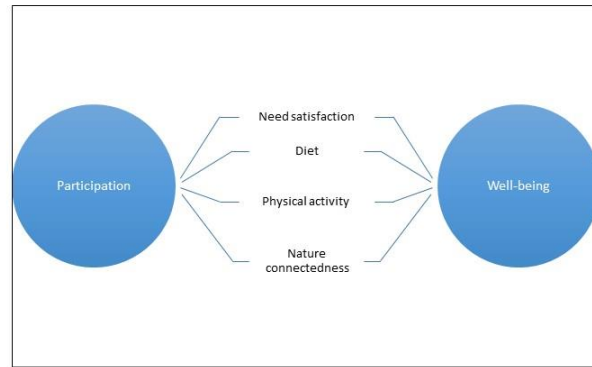 Need satisfaction
Diet
Participation
Well-being
Physical activity
Nature
connectedness